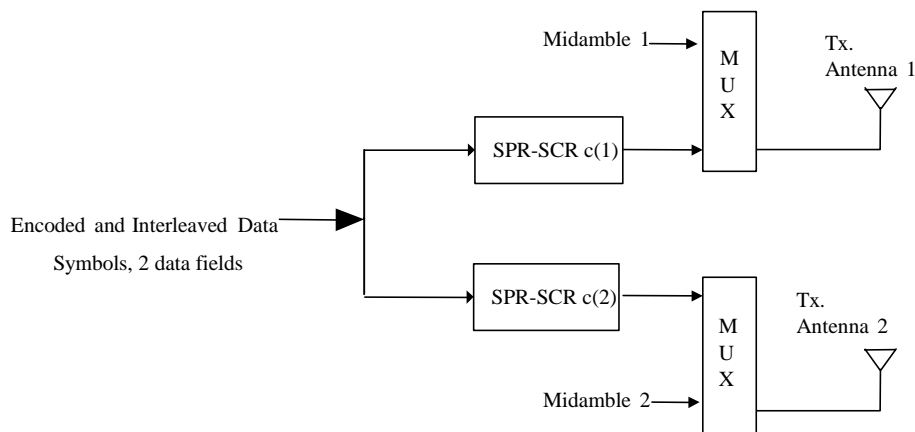 Midamble 1
M
U
X
Tx.
Antenna 1
SPR-SCR c(1)
Encoded and Interleaved Data
Symbols, 2 data fields
SPR-SCR c(2)
M
U
X
Tx.
Antenna 2
Midamble 2